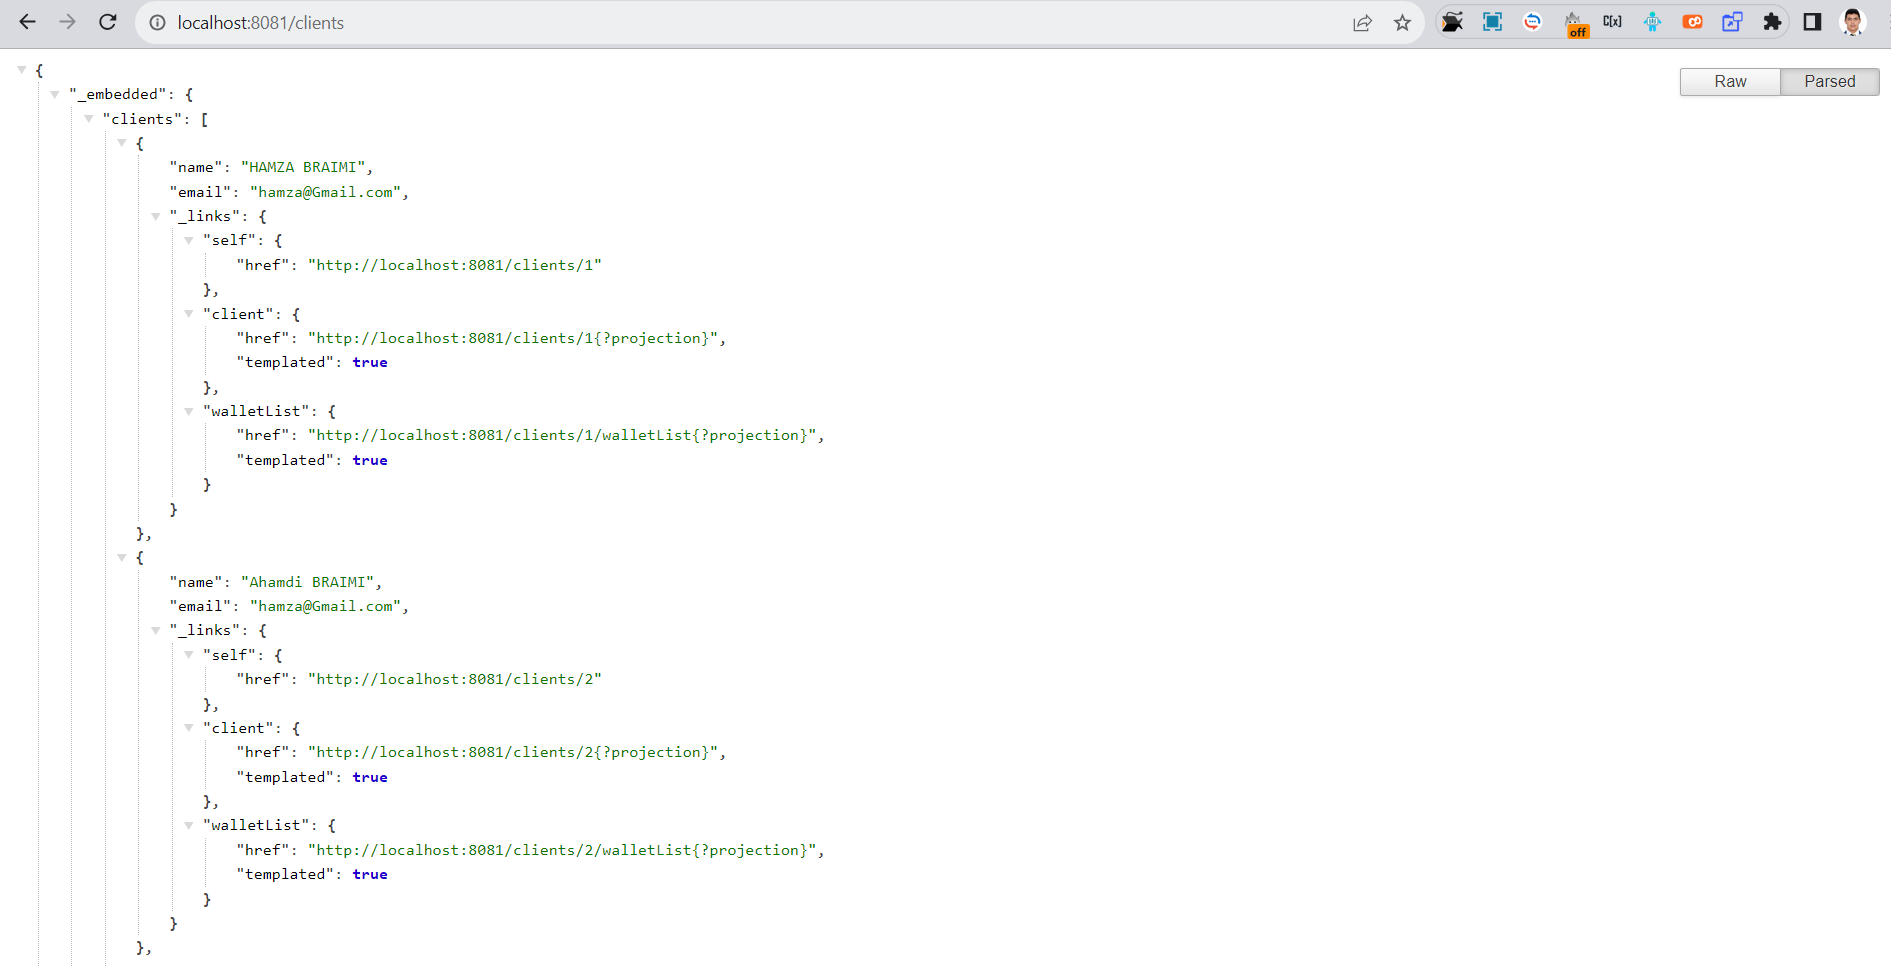 localhost:8081/clients
off
C[x]
Raw
Parsed
{
"_embedded": {
"clients": [
{
"name": "HAMZA BRAIMI",
"email": "hamza@Gmail.com",
"_links": {
"self": {
"href": "http://localhost:8081/clients/1"
},
"client": {
"href": "http://localhost:8081/clients/1{?projection}",
"templated": true
},
"walletList": {
"href": "http://localhost:8081/clients/1/walletList{?projection}",
"templated": true
}
}
},
{
"name": "Ahamdi BRAIMI",
"email": "hamza@Gmail.com",
"_links": {
"self": {
"href": "http://localhost:8081/clients/2"
},
"client": {
"href": "http://localhost:8081/clients/2{?projection}",
"templated": true
},
"walletList": {
"href": "http://localhost:8081/clients/2/walletList{?projection}",
"templated": true
}
}
},